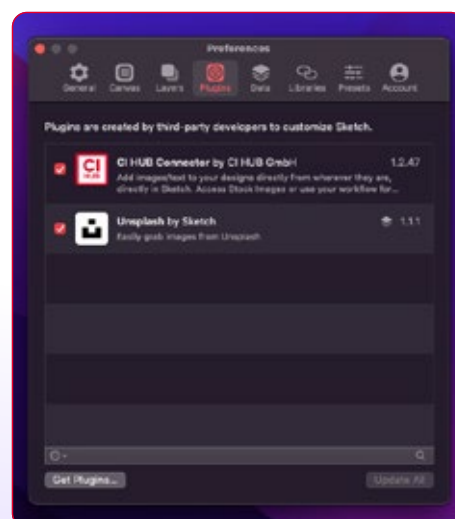 Preferences
General Canvas Layers Plugins Data Libraries Presets Account
Plugins are created by third-party developers to customize Sketch.
CI HUB
CI HUB Connector by CI HUB GmbH 1.2.47
Add images/text to your designs directly from wherever they are,
directly in Sketch. Access Stock Images or use your workflow for...
Unsplash by Sketch 1.1.1
Easily grab images from Unsplash
Get Plugins... Update All